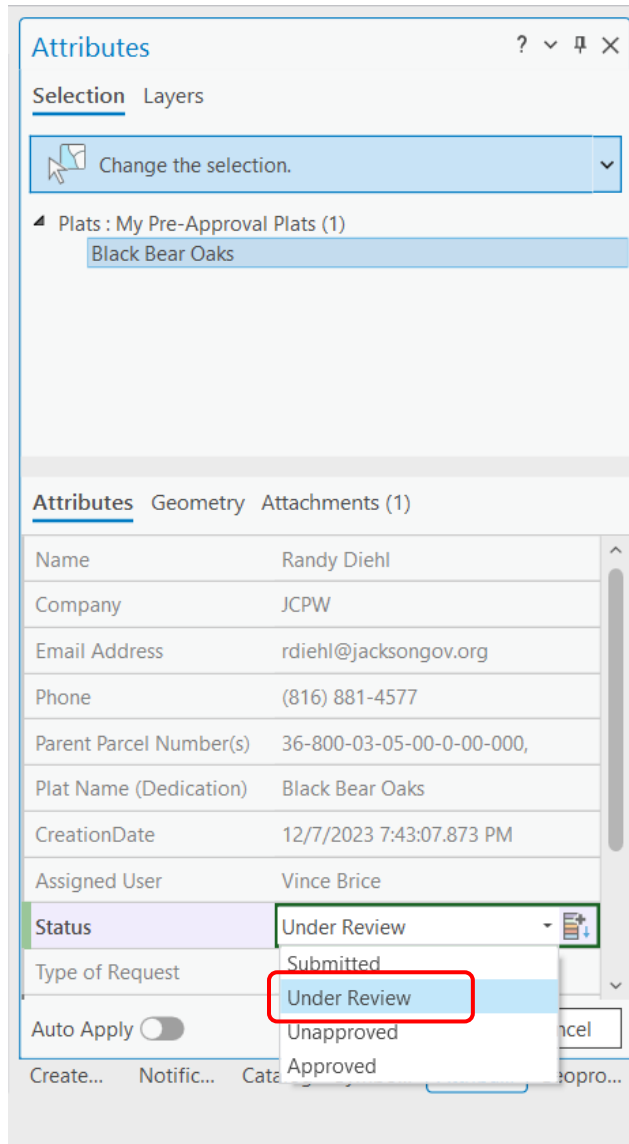 Attributes
?
Selection Layers
Change the selection.
Plats : My Pre-Approval Plats (1)
Black Bear Oaks
Attributes Geometry Attachments (1)
Name Randy Diehl
Company JCPW
Email Address rdiehl@jacksongov.org
Phone (816) 881-4577
Parent Parcel Number(s) 36-800-03-05-00-0-00-000,
Plat Name (Dedication) Black Bear Oaks
CreationDate 12/7/2023 7:43:07.873 PM
Assigned User Vince Brice
Status Under Review
Type of Request Submitted
Under Review
Auto Apply Unapproved ncel
Approved
Create... Notific... Cata eopro...